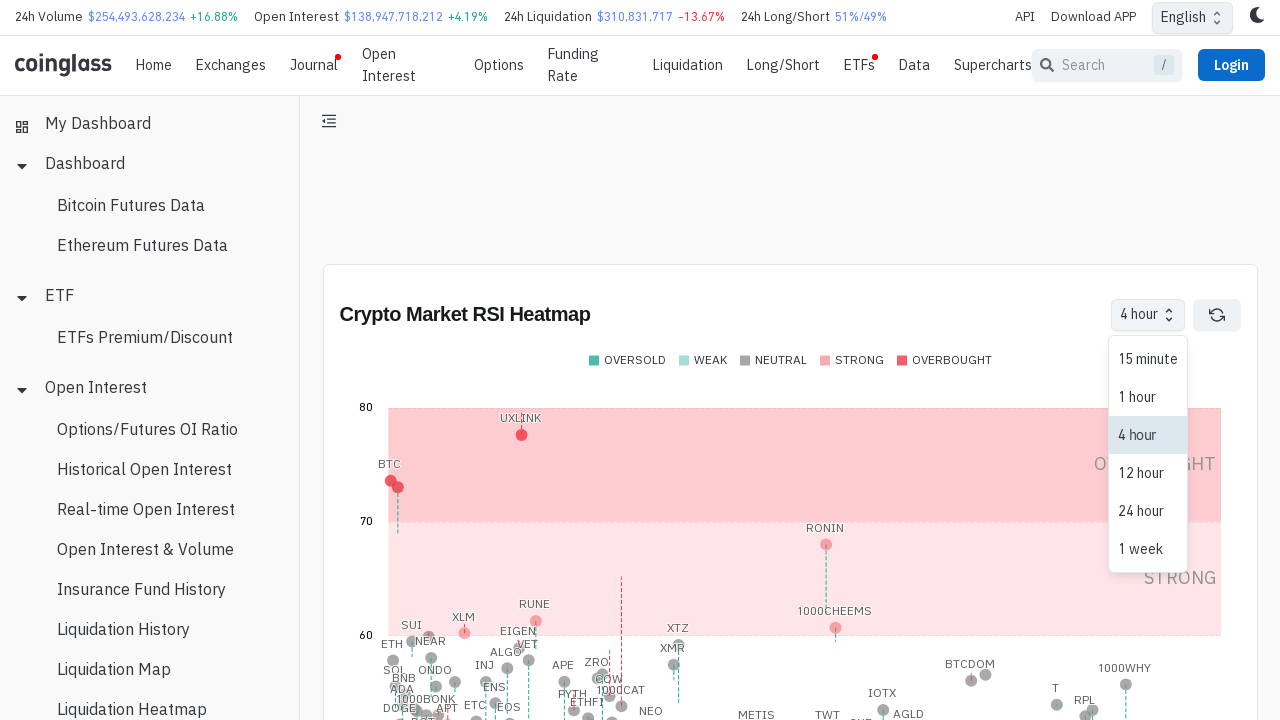 24h Volume $254,493,628,234 +16.88% Open Interest $138,947,718,212 +4.19% 24h Liquidation $310,831,717 -13.67% 24h Long/Short 51%/49% API Download APP English
coinglass Home Exchanges Journal Open Interest Options Funding Rate Liquidation Long/Short ETFs Data Supercharts Search / Login
My Dashboard
Dashboard
Bitcoin Futures Data
Ethereum Futures Data
ETF
ETFs Premium/Discount
Open Interest
Options/Futures OI Ratio
Historical Open Interest
Real-time Open Interest
Open Interest & Volume
Insurance Fund History
Liquidation History
Liquidation Map
Liquidation Heatmap
Crypto Market RSI Heatmap
4 hour
15 minute
1 hour
4 hour
12 hour
24 hour
1 week
OVERSOLD WEAK NEUTRAL STRONG OVERBOUGHT
80
UXLINK
BTC
70
RONIN
STRONG
RUNE
1000CHEEMS
XLM
SUI
EIGEN
XTZ
60
ETH
NEAR
VET
XMR
ALGO
ZRO
BTCDOM
INJ
APE
1000WHY
SOL
ONDO
BNB
ADA
ENS
COW
1000CAT
T
IOTX
1000BONK
PYTH
ETHFI
RPL
ETC
EOS
DOGE
APT
NEO
METIS
TWT
AGLD